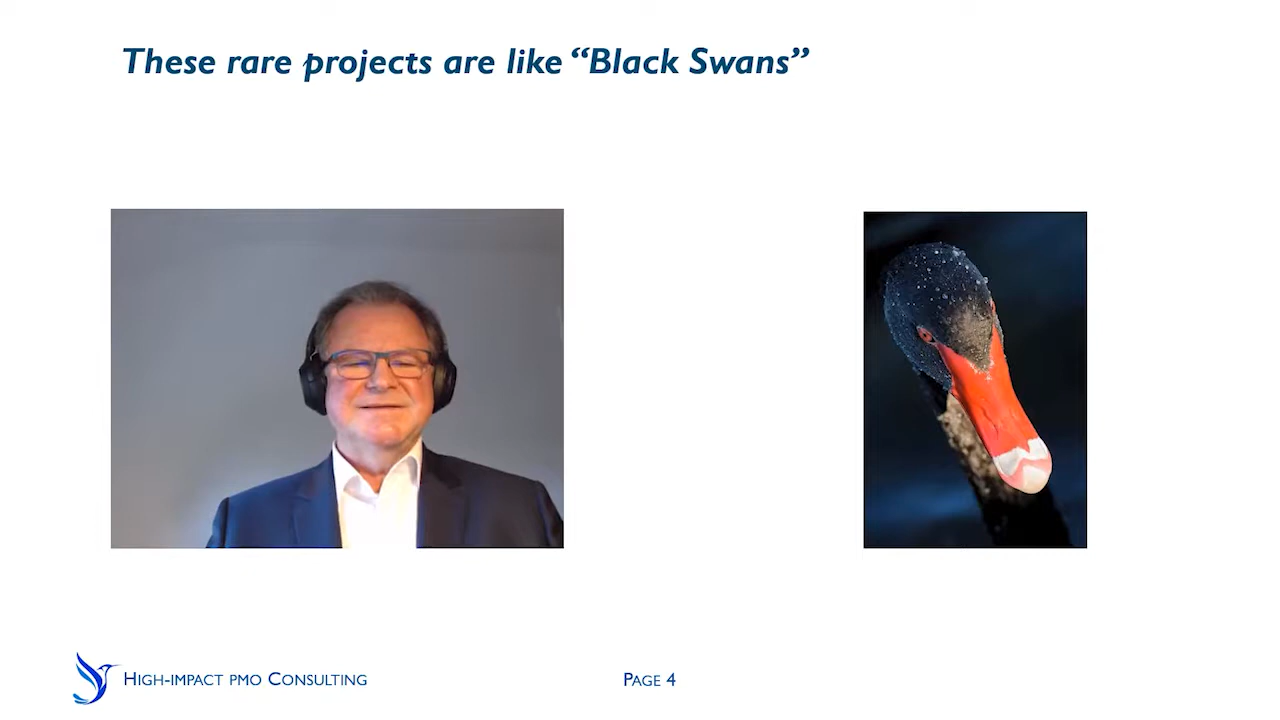 These rare projects are like “Black Swans”
High-impact pmo Consulting
Page 4